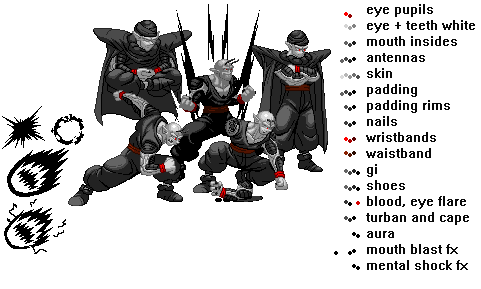 eye pupils
eye + teeth white
mouth insides
antennas
skin
padding
padding rims
nails
wristbands
waistband
gi
shoes
blood, eye flare
turban and cape
aura
mouth blast fx
mental shock fx